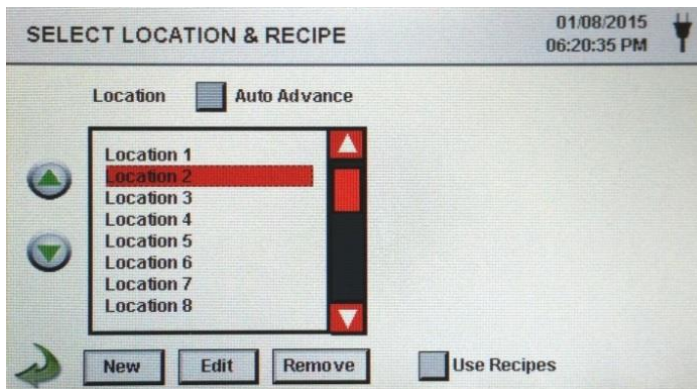 SELECT LOCATION & RECIPE
01/08/2015
06:20:35 PM
Location
Auto Advance
Location 1
Location 2
Location 3
Location 4
Location 5
Location 6
Location 7
Location 8
New
Edit
Remove
Use Recipes